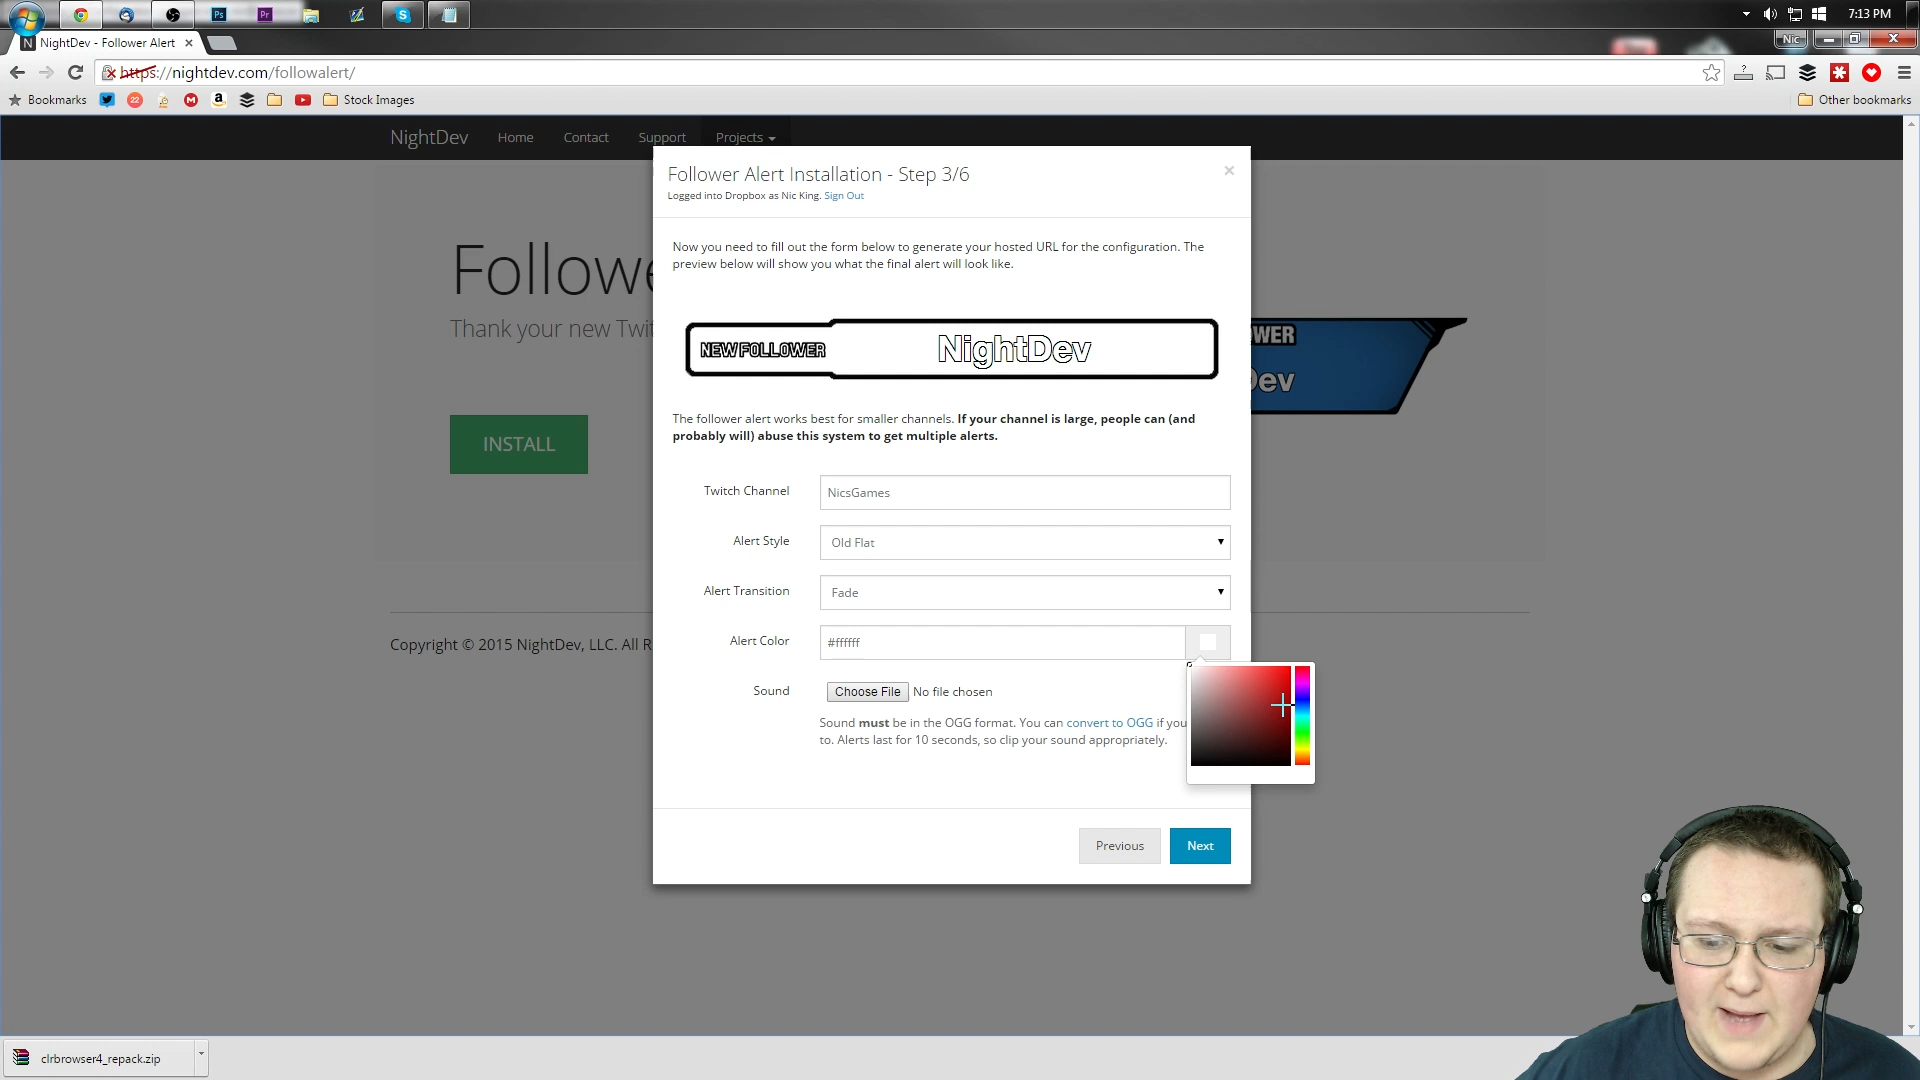 Ps
Pr
S
7:13 PM
N NightDev - Follower Alert ×
Nic
https://nightdev.com/followalert/
Bookmarks
22
M
a
Stock Images
Other bookmarks
NightDev
Home
Contact
Support
Projects
Follower Alert Installation - Step 3/6
×
Logged into Dropbox as Nic King. Sign Out
Now you need to fill out the form below to generate your hosted URL for the configuration. The
preview below will show you what the final alert will look like.
Followe
Thank your new Twit
INSTALL
NEW FOLLOWER
NightDev
OWER
Dev
The follower alert works best for smaller channels. If your channel is large, people can (and
probably will) abuse this system to get multiple alerts.
Twitch Channel
NicsGames
Alert Style
Old Flat
Alert Transition
Fade
Alert Color
#ffffff
Sound
Choose File No file chosen
Sound must be in the OGG format. You can convert to OGG if you
to. Alerts last for 10 seconds, so clip your sound appropriately.
Copyright © 2015 NightDev, LLC. All R
Previous
Next
clrbrowser4_repack.zip